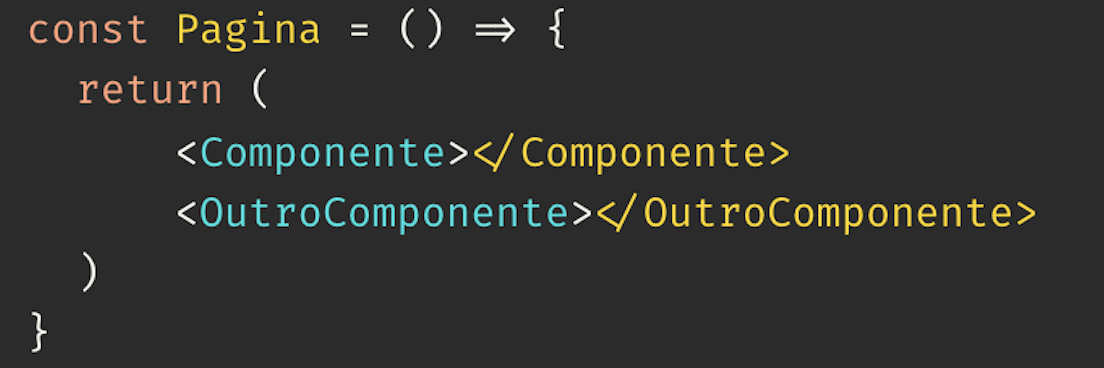 const Pagina = () => {
  return (
      <Componente></Componente>
      <OutroComponente></OutroComponente>
  )
}